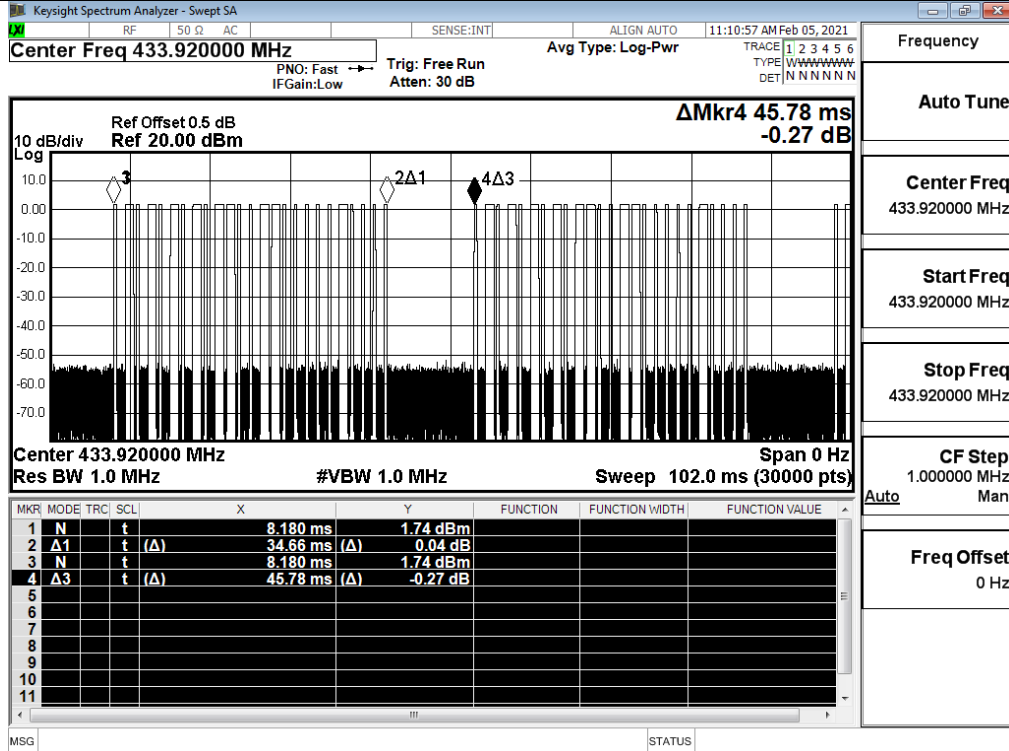 Keysight Spectrum Analyzer - Swept SA
LXI RF 50 Ω AC SENSE:INT ALIGN AUTO 11:10:57 AM Feb 05, 2021
Center Freq 433.920000 MHz
PNO: Fast
IFGain:Low
Trig: Free Run
Atten: 30 dB
Avg Type: Log-Pwr
TRACE 1 2 3 4 5 6
TYPE W W W W W W
DET N N N N N N
ΔMkr4 45.78 ms
-0.27 dB
Ref Offset 0.5 dB
10 dB/div Ref 20.00 dBm
Log
3 2Δ1 4Δ3
10.0
0.00
-10.0
-20.0
-30.0
-40.0
-50.0
-60.0
-70.0
Center 433.920000 MHz Span 0 Hz
Res BW 1.0 MHz #VBW 1.0 MHz Sweep 102.0 ms (30000 pts)
MKR MODE TRC SCL X Y FUNCTION FUNCTION WIDTH FUNCTION VALUE
1 N t 8.180 ms 1.74 dBm
2 Δ1 t (Δ) 34.66 ms (Δ) 0.04 dB
3 N t 8.180 ms 1.74 dBm
4 Δ3 t (Δ) 45.78 ms (Δ) -0.27 dB
5
6
7
8
9
10
11
MSG STATUS
Frequency
Auto Tune
Center Freq
433.920000 MHz
Start Freq
433.920000 MHz
Stop Freq
433.920000 MHz
CF Step
1.000000 MHz
Auto Man
Freq Offset
0 Hz